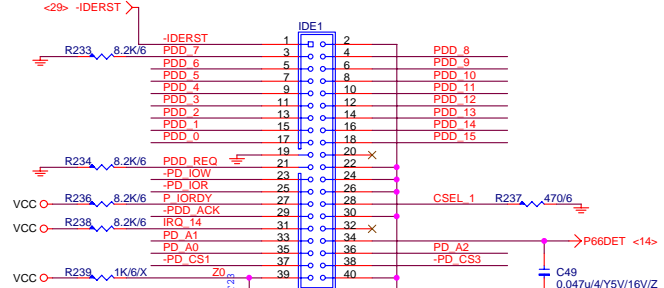 <29> -IDERST
IDE1
-IDERST 1 2
R233 8.2K/6 PDD_7 3 4 PDD_8
PDD_6 5 6 PDD_9
PDD_5 7 8 PDD_10
PDD_4 9 10 PDD_11
PDD_3 11 12 PDD_12
PDD_2 13 14 PDD_13
PDD_1 15 16 PDD_14
PDD_0 17 18 PDD_15
19 20
R234 8.2K/6 PDD_REQ 21 22
-PD_IOW 23 24
-PD_IOR 25 26
VCC R236 8.2K/6 P_IORDY 27 28 CSEL_1 R237 470/6
-PDD_ACK 29 30
VCC R238 8.2K/6 IRQ_14 31 32
PD_A1 33 34 P66DET <14>
PD_A0 35 36 PD_A2
-PD_CS1 37 38 -PD_CS3
VCC R239 1K/6/X Z0 39 40
C49
0.047u/4/Y5V/16V/Z